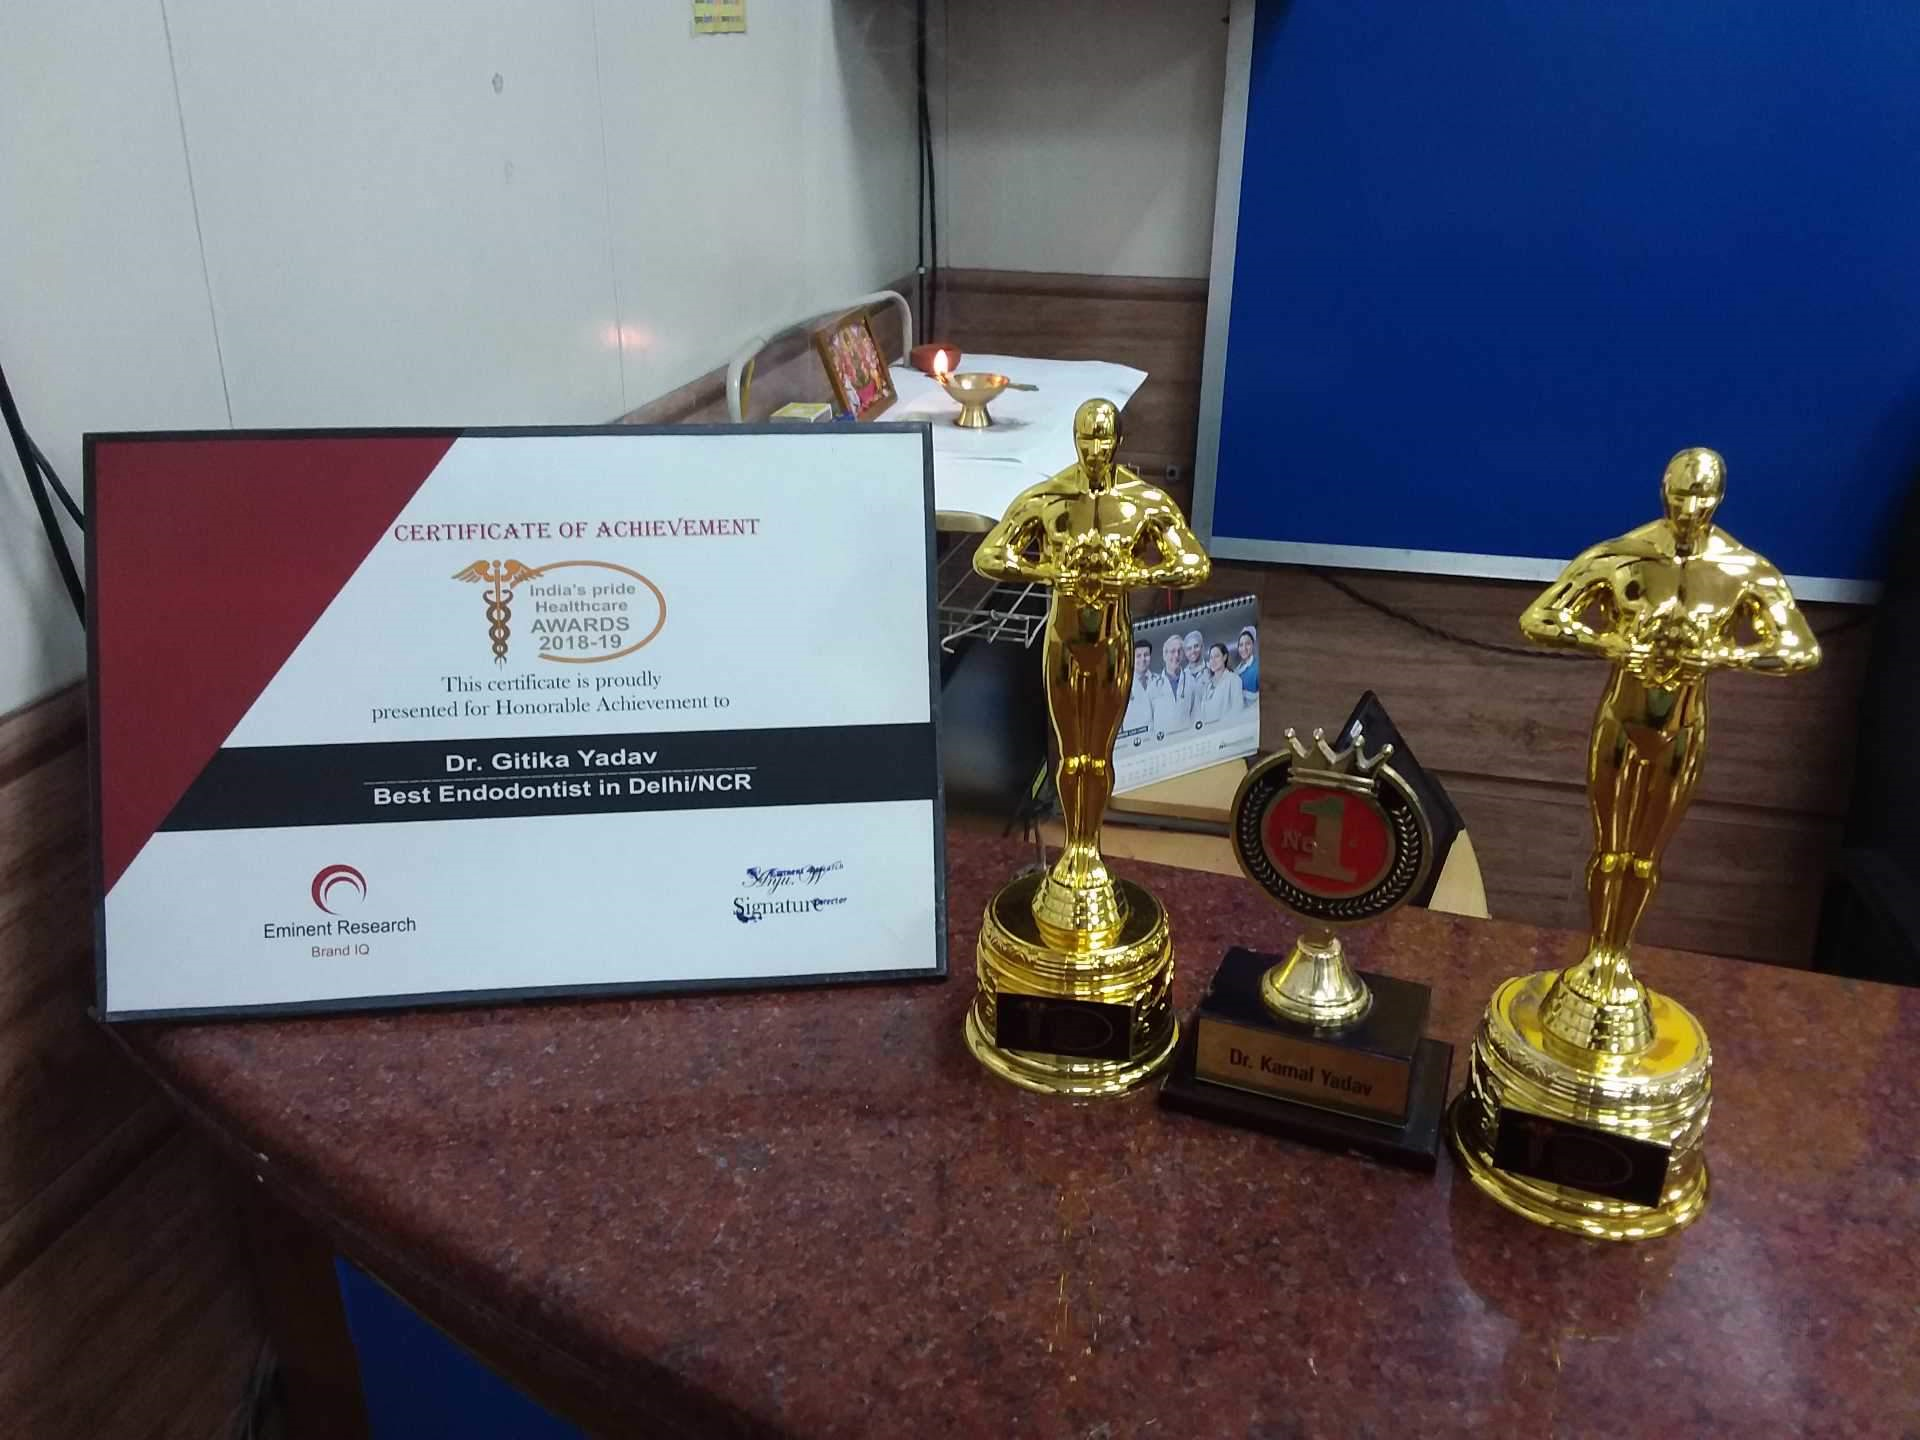 CERTIFICATE OF ACHIEVEMENT
India's pride
Healthcare
AWARDS
2018-19
This certificate is proudly
presented for Honorable Achievement to
Dr. Gitika Yadav
Best Endodontist in Delhi/NCR
Eminent Research
Brand IQ
Signature
Director
No. 1
Dr. Kamal Yadav